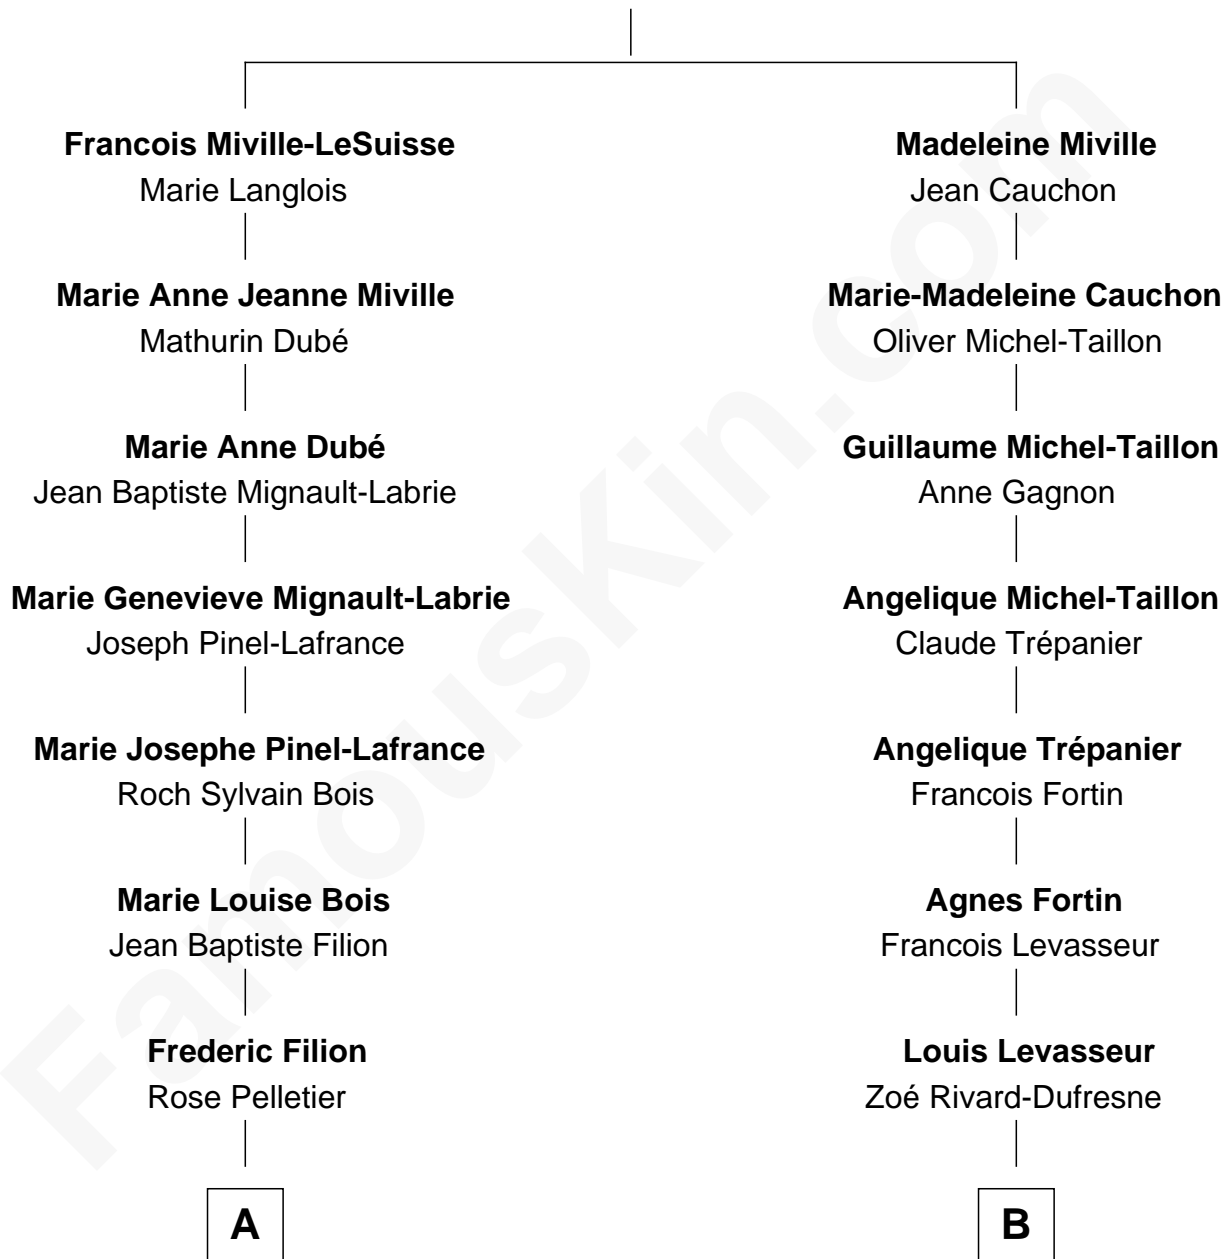 Francois Miville-LeSuisse
Marie Langlois
Marie Anne Jeanne Miville
Mathurin Dubé
Marie Anne Dubé
Jean Baptiste Mignault-Labrie
Marie Genevieve Mignault-Labrie
Joseph Pinel-Lafrance
Marie Josephe Pinel-Lafrance
Roch Sylvain Bois
Marie Louise Bois
Jean Baptiste Filion
Frederic Filion
Rose Pelletier
A
Madeleine Miville
Jean Cauchon
Marie-Madeleine Cauchon
Oliver Michel-Taillon
Guillaume Michel-Taillon
Anne Gagnon
Angelique Michel-Taillon
Claude Trépanier
Angelique Trépanier
Francois Fortin
Agnes Fortin
Francois Levasseur
Louis Levasseur
Zoé Rivard-Dufresne
B
FamousKin.com